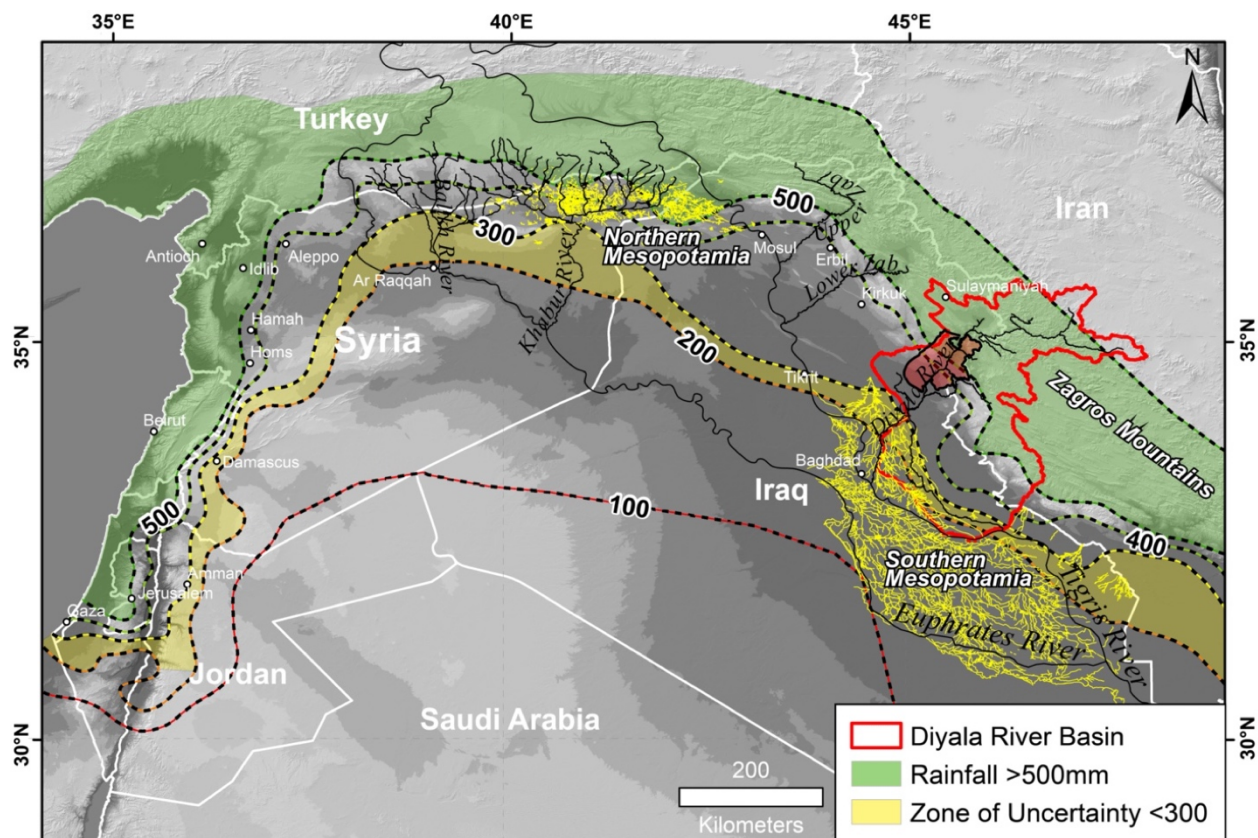 35°E
40°E
45°E
N
Turkey
Iran
Antioch
Idlib
Aleppo
Hamah
Homs
Ar Raqqah
Balikh River
300
Khabur River
Northern
Mesopotamia
500
Upper Zab
Mosul
Erbil
Lower Zab
Kirkuk
Sulaymaniyah
35°N
35°N
Syria
200
Tikrit
Diyala River
Zagros Mountains
Beirut
Damascus
Baghdad
Iraq
500
100
400
Southern
Mesopotamia
Amman
Jerusalem
Gaza
Tigris River
Euphrates River
Jordan
Saudi Arabia
30°N
30°N
200
Kilometers
Diyala River Basin
Rainfall >500mm
Zone of Uncertainty <300